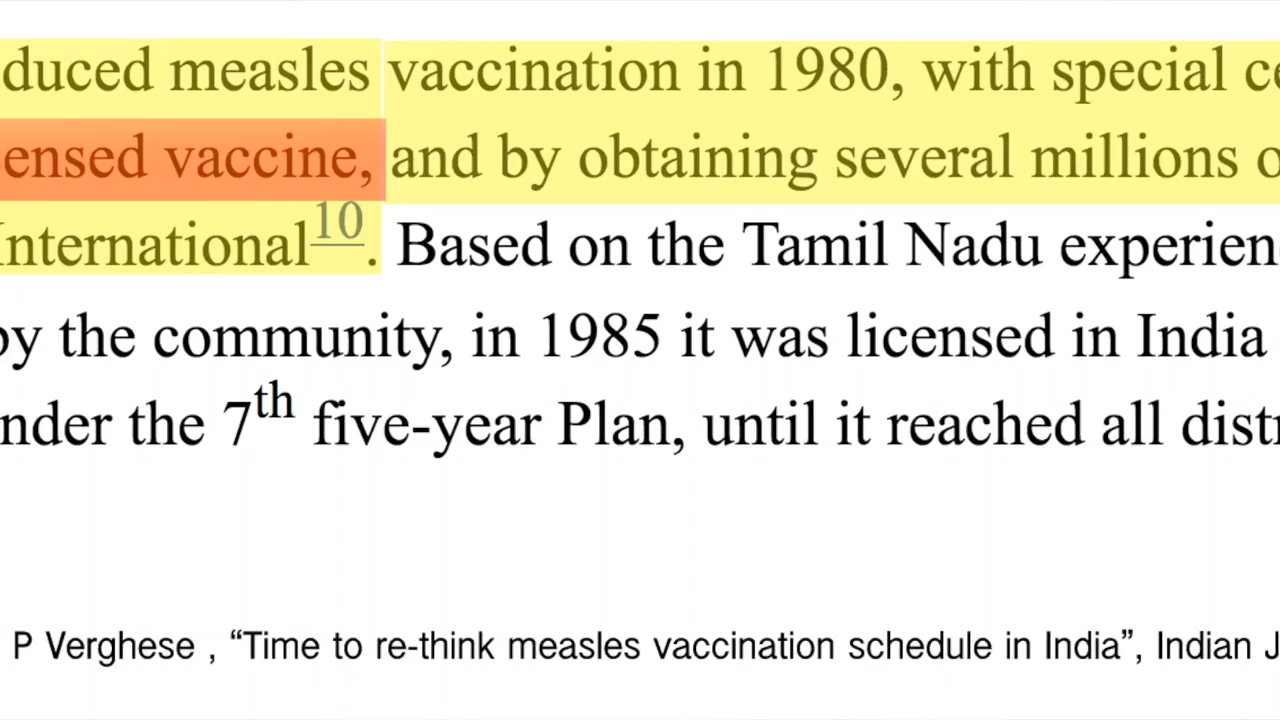 duced measles vaccination in 1980, with special ce
ensed vaccine, and by obtaining several millions o
nternational10. Based on the Tamil Nadu experien
by the community, in 1985 it was licensed in India
nder the 7th five-year Plan, until it reached all distr
P Verghese , “Time to re-think measles vaccination schedule in India”, Indian J